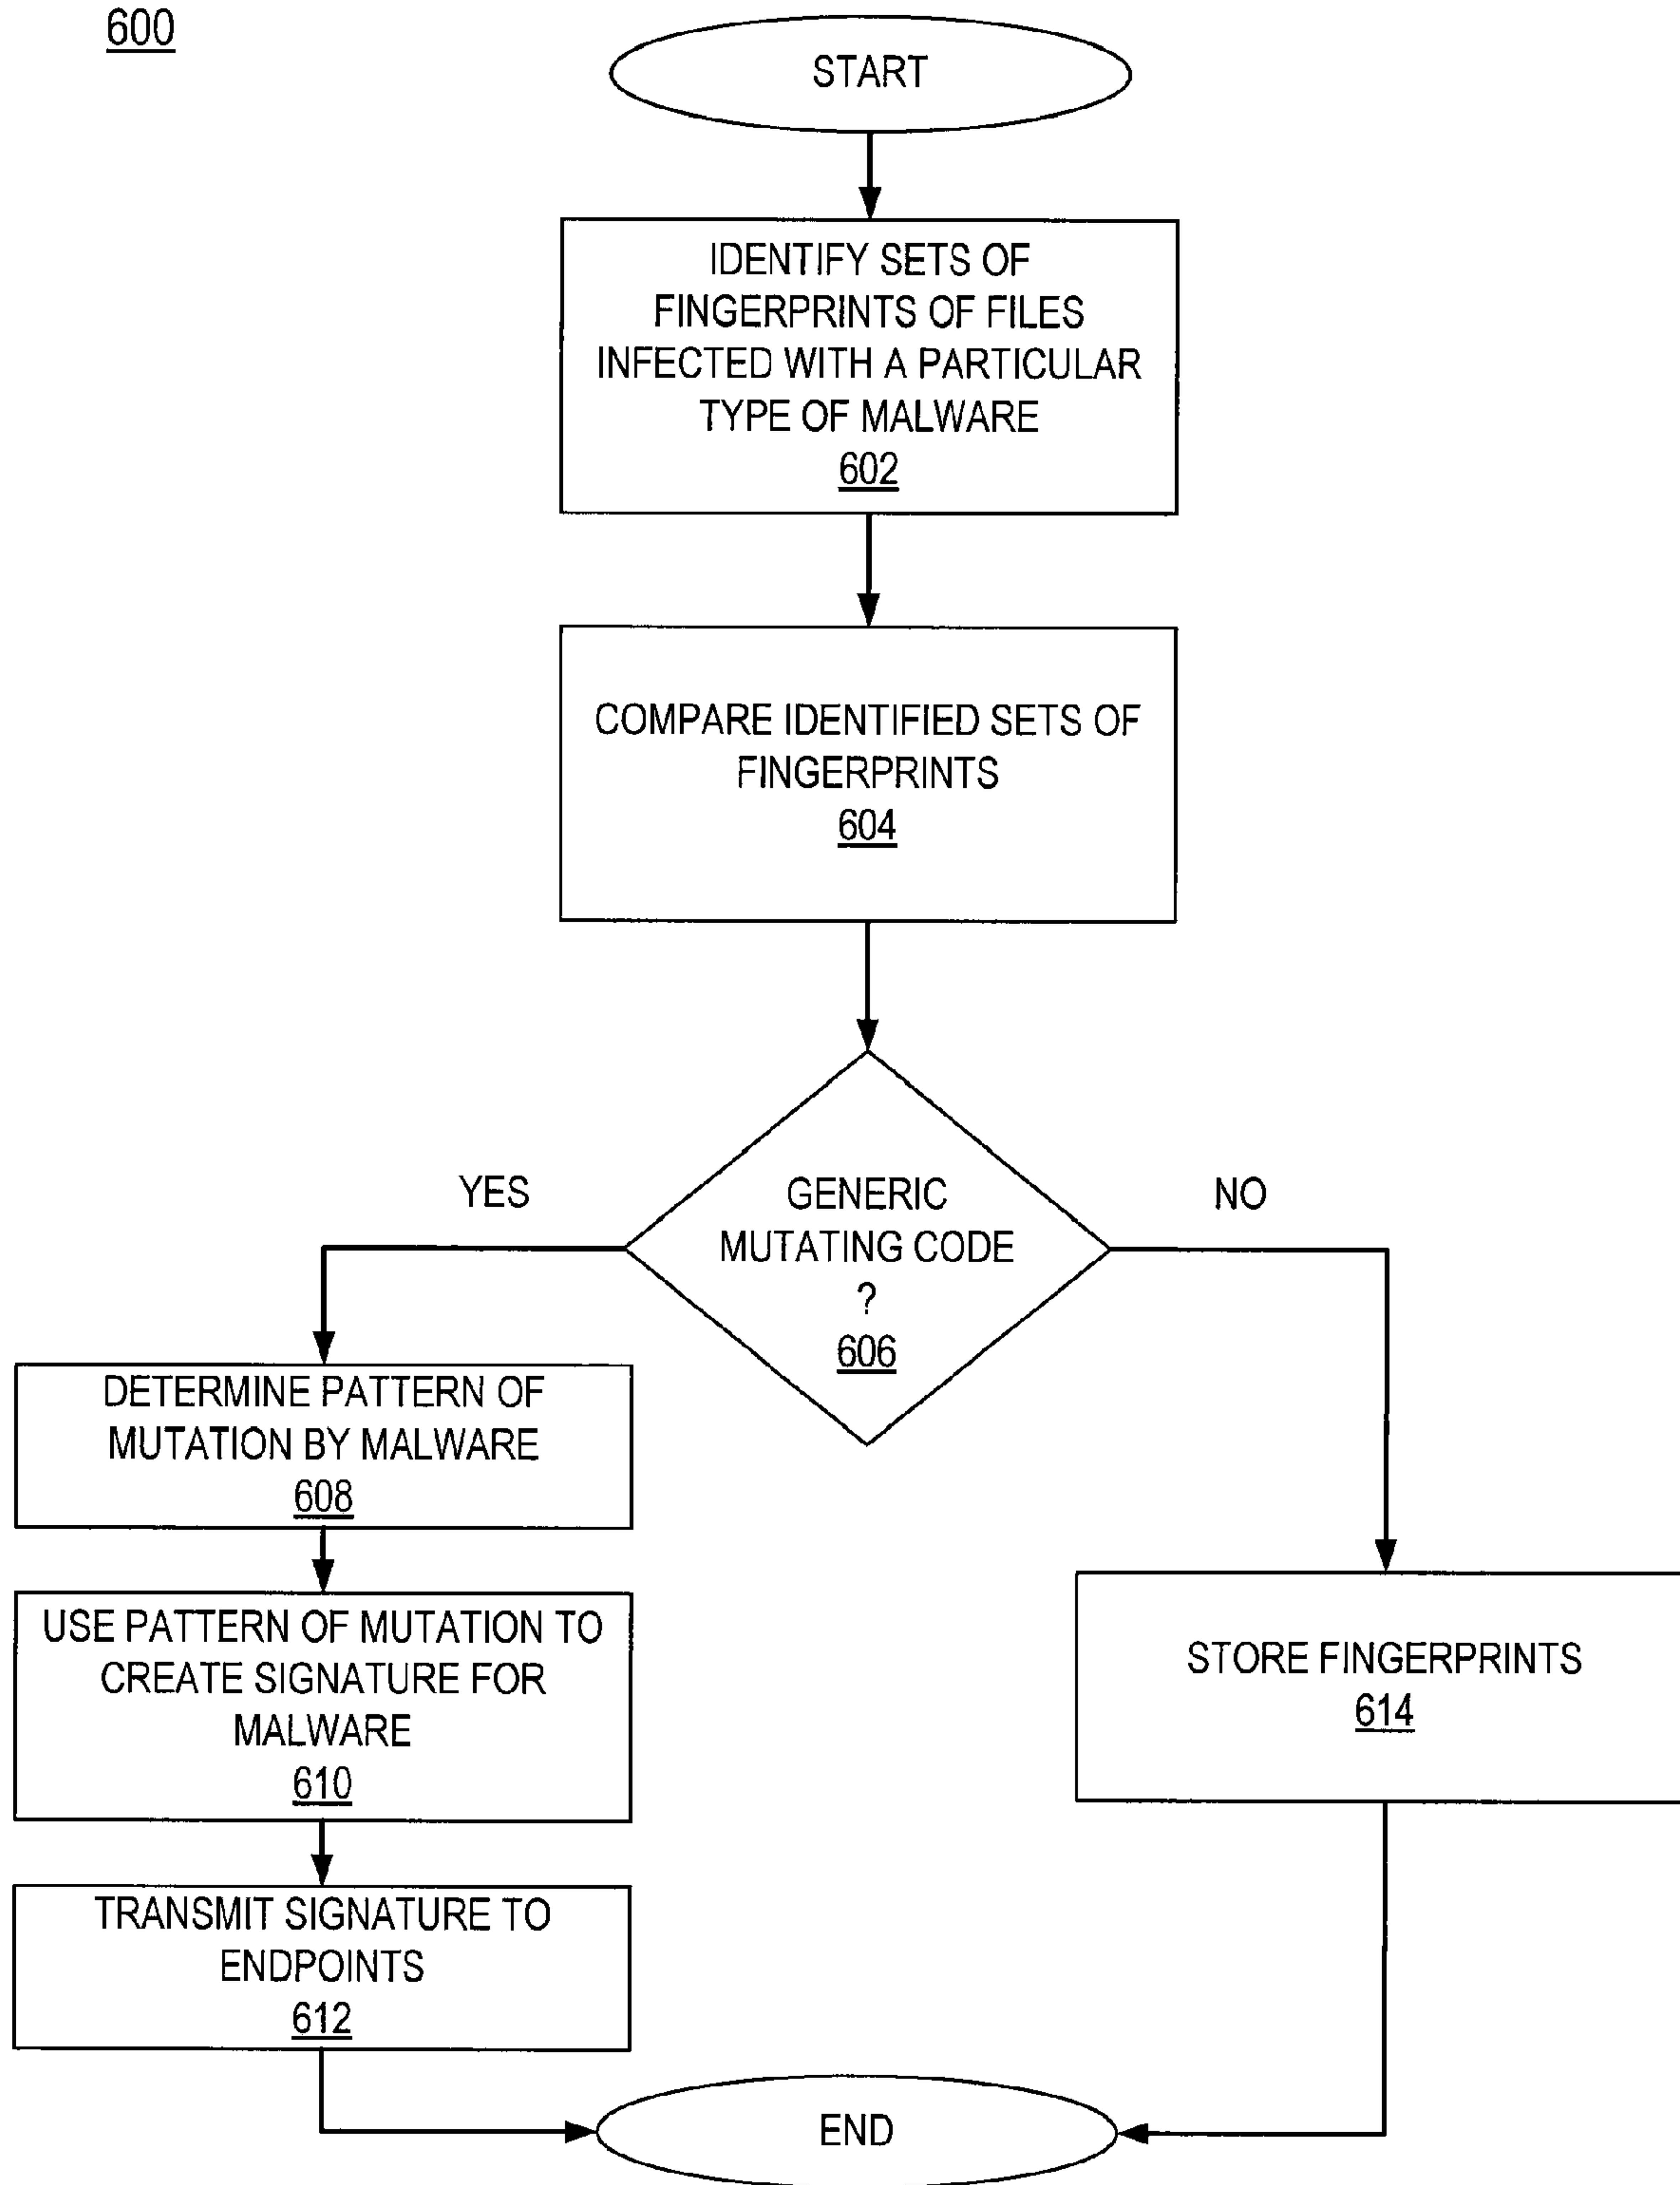 600
START
IDENTIFY SETS OF
FINGERPRINTS OF FILES
INFECTED WITH A PARTICULAR
TYPE OF MALWARE
602
COMPARE IDENTIFIED SETS OF
FINGERPRINTS
604
YES
GENERIC
MUTATING CODE
?
606
NO
DETERMINE PATTERN OF
MUTATION BY MALWARE
608
USE PATTERN OF MUTATION TO
CREATE SIGNATURE FOR
MALWARE
610
STORE FINGERPRINTS
614
TRANSMIT SIGNATURE TO
ENDPOINTS
612
END